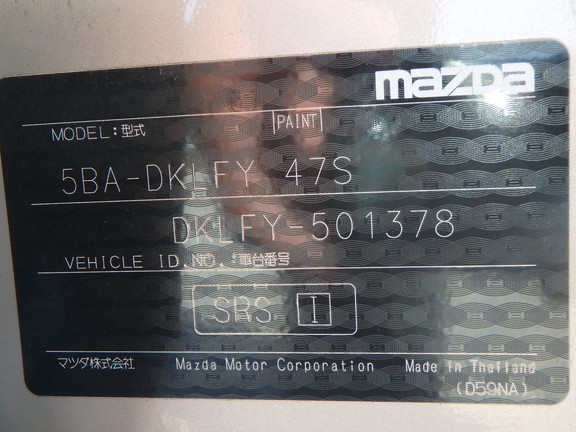 mazda
MODEL:型式 PAINT
5BA-DKLFY 47S
DKLFY-501378
VEHICLE ID.NO.:車台番号
SRS I
マツダ株式会社 Mazda Motor Corporation Made in Thailand
(D59NA)